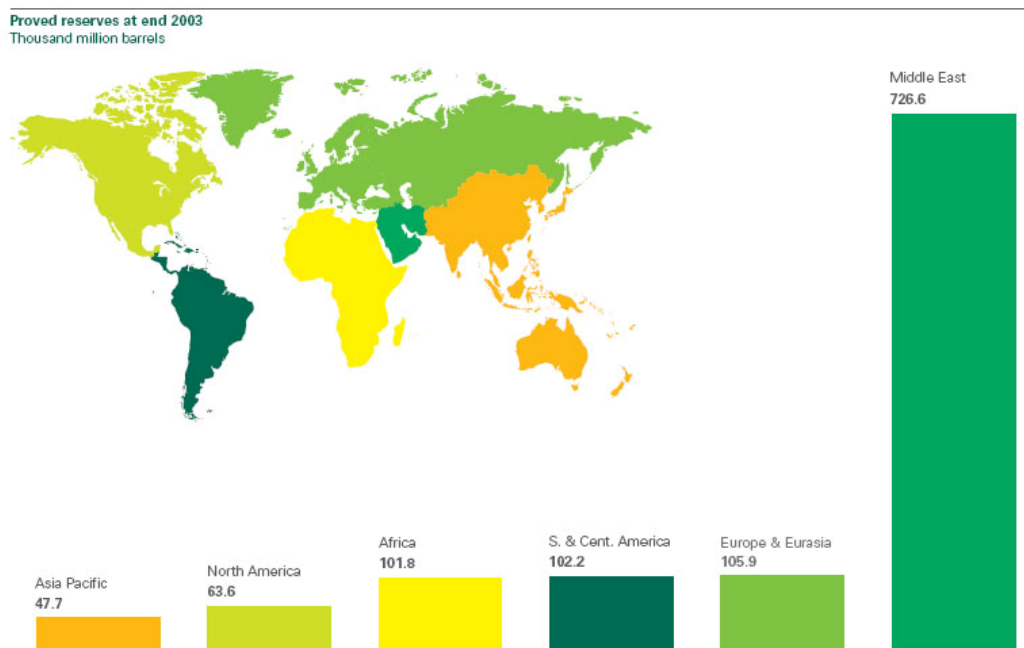 Proved reserves at end 2003
Thousand million barrels
Middle East
726.6
Asia Pacific
47.7
North America
63.6
Africa
101.8
S. & Cent. America
102.2
Europe & Eurasia
105.9